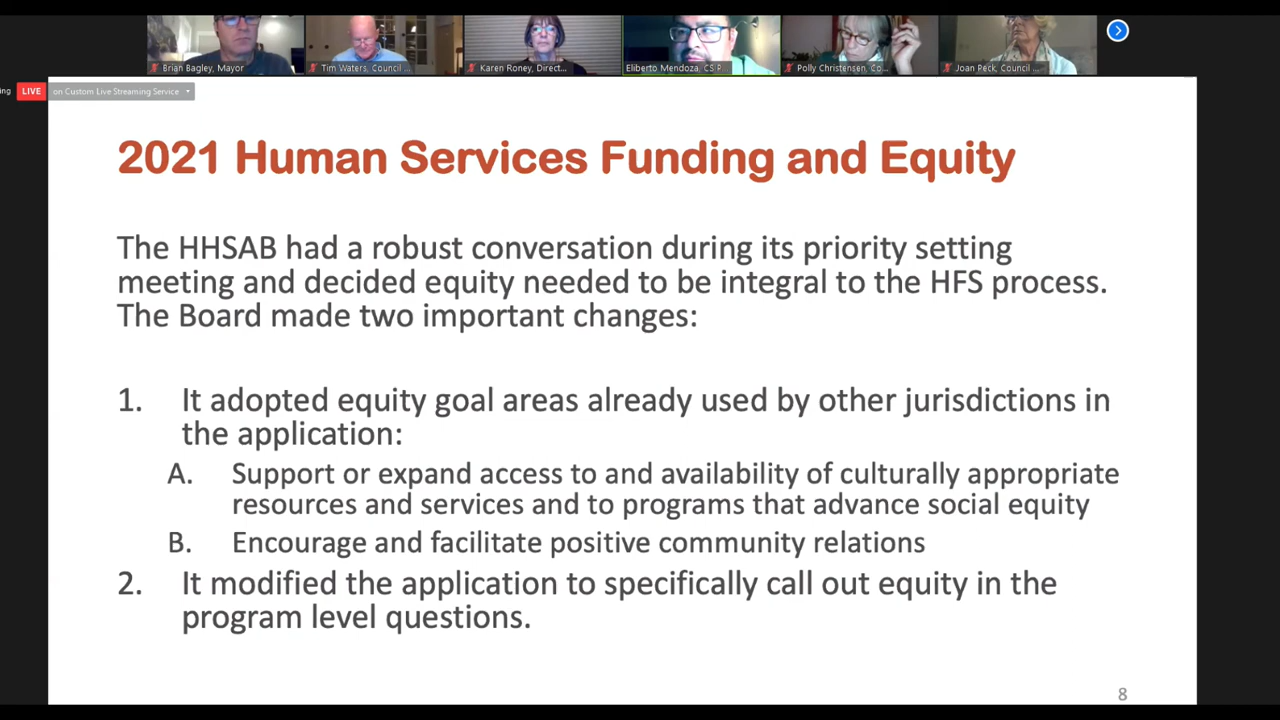 Brian Bagley, Mayor
Tim Waters, Council ...
Karen Roney, Direct...
Eliberto Mendoza, CS P...
Polly Christensen, Co...
Joan Peck, Council ...
ing
LIVE
on Custom Live Streaming Service
2021 Human Services Funding and Equity
The HHSAB had a robust conversation during its priority setting
meeting and decided equity needed to be integral to the HFS process.
The Board made two important changes:
1. It adopted equity goal areas already used by other jurisdictions in
the application:
A. Support or expand access to and availability of culturally appropriate
resources and services and to programs that advance social equity
B. Encourage and facilitate positive community relations
2. It modified the application to specifically call out equity in the
program level questions.
8